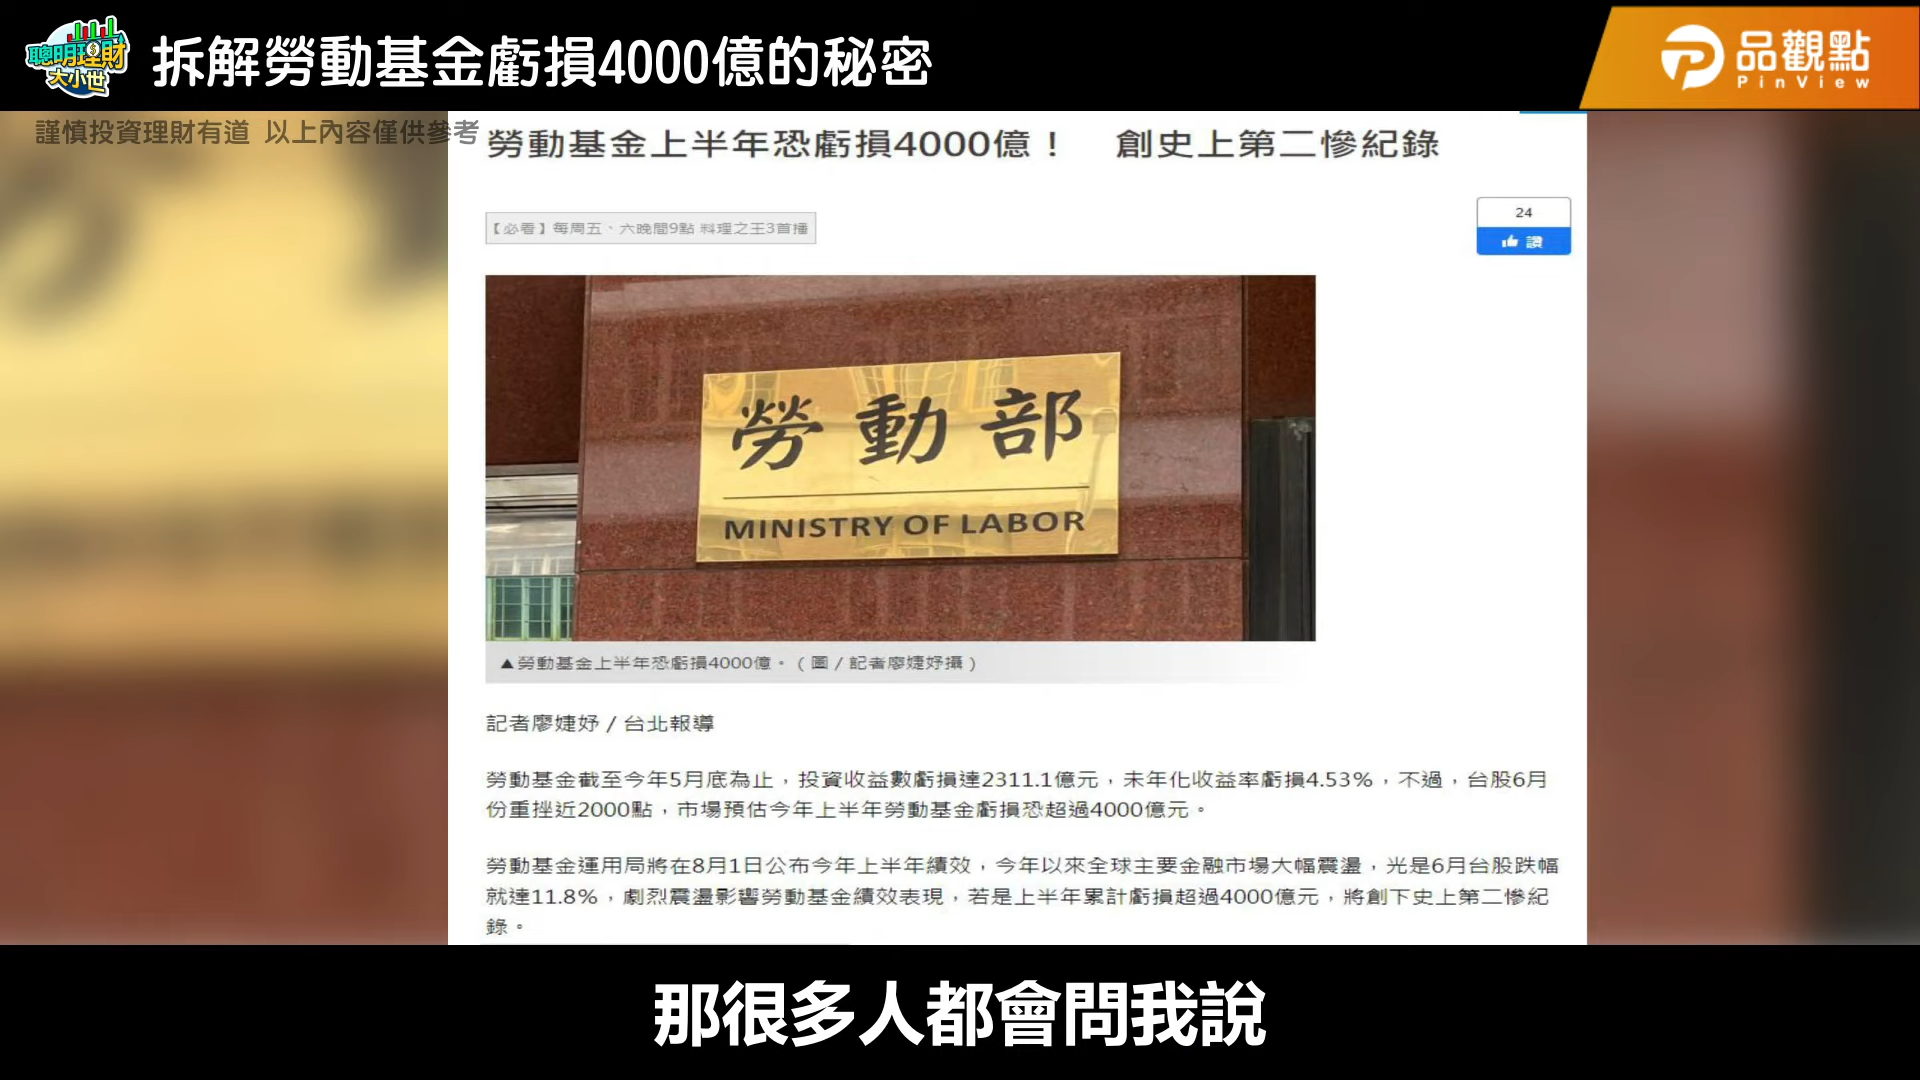 聰明理財
大小世
拆解勞動基金虧損4000億的秘密
品觀點
PinView
謹慎投資理財有道 以上內容僅供參考
勞動基金上半年恐虧損4000億！ 創史上第二慘紀錄
【必看】每周五、六晚間9點 料理之王3首播
24
讚
勞動部
MINISTRY OF LABOR
▲勞動基金上半年恐虧損4000億。（圖／記者廖婕妤攝）
記者廖婕妤／台北報導
勞動基金截至今年5月底為止，投資收益數虧損達2311.1億元，未年化收益率虧損4.53%，不過，台股6月
份重挫近2000點，市場預估今年上半年勞動基金虧損恐超過4000億元。
勞動基金運用局將在8月1日公布今年上半年績效，今年以來全球主要金融市場大幅震盪，光是6月台股跌幅
就達11.8%，劇烈震盪影響勞動基金績效表現，若是上半年累計虧損超過4000億元，將創下史上第二慘紀
錄。
那很多人都會問我說